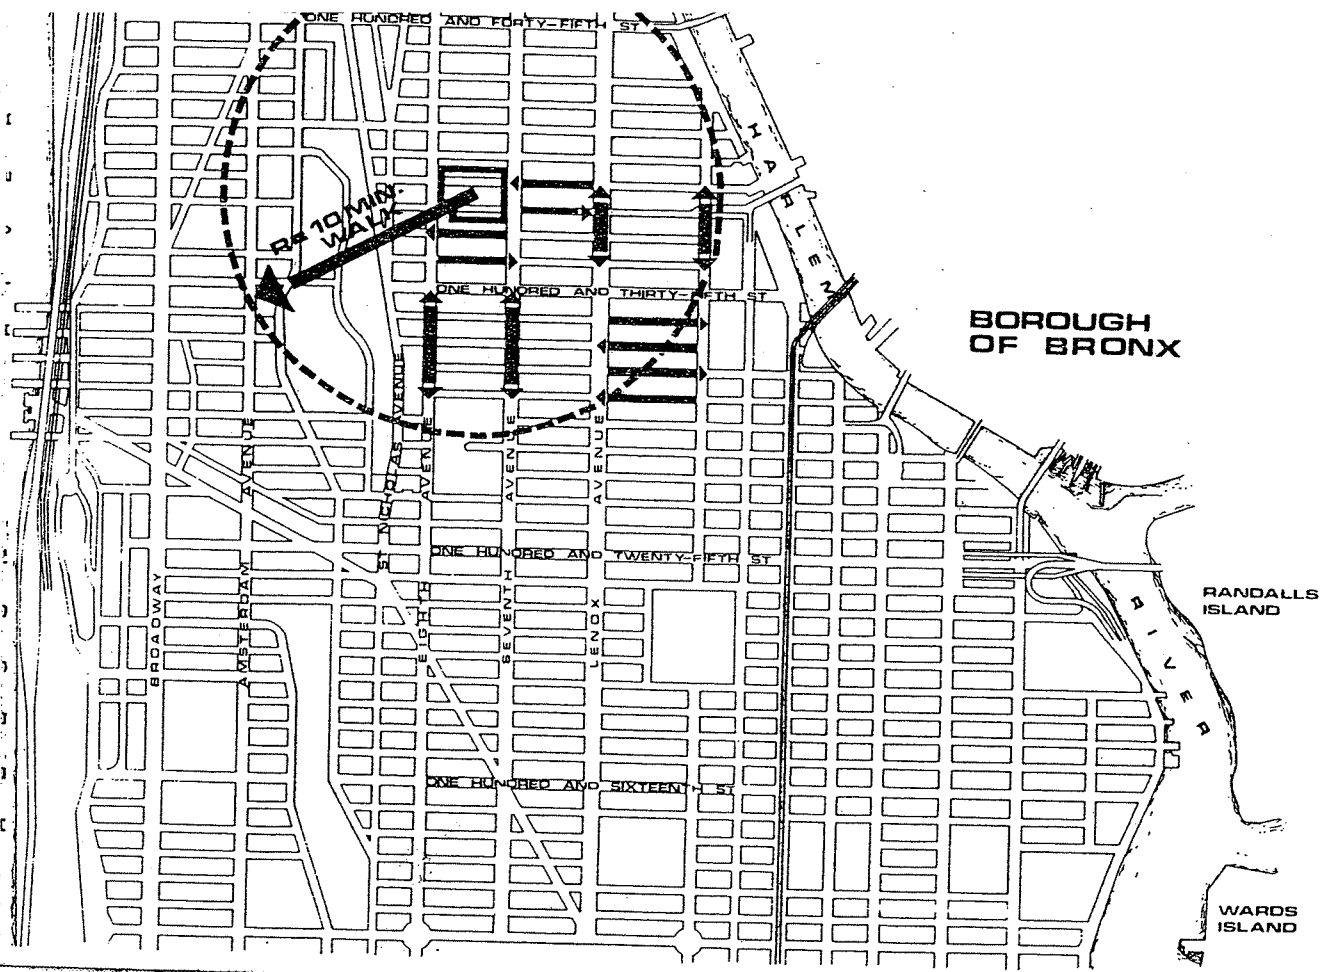 ONE HUNDRED AND FORTY-FIFTH ST
HARLEM
R= 10 MIN.
WALK
ONE HUNDRED AND THIRTY-FIFTH ST
BOROUGH
OF BRONX
ST NICHOLAS AVENUE
AVENUE
AVENUE
AVENUE
AVENUE
ONE HUNDRED AND TWENTY-FIFTH ST
BROADWAY
AMSTERDAM
EIGHTH
SEVENTH
LENOX
RANDALLS
ISLAND
RIVER
ONE HUNDRED AND SIXTEENTH ST
WARDS
ISLAND